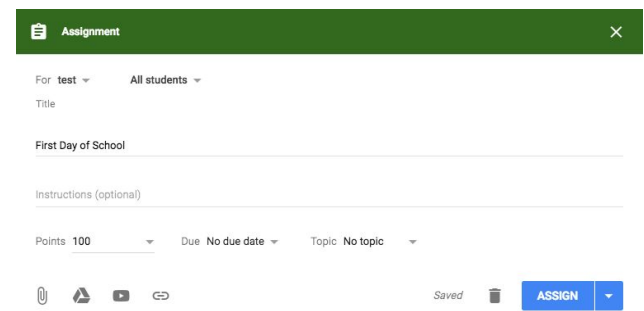 Assignment
For test All students
Title
First Day of School
Instructions (optional)
Points 100 Due No due date Topic No topic
Saved ASSIGN